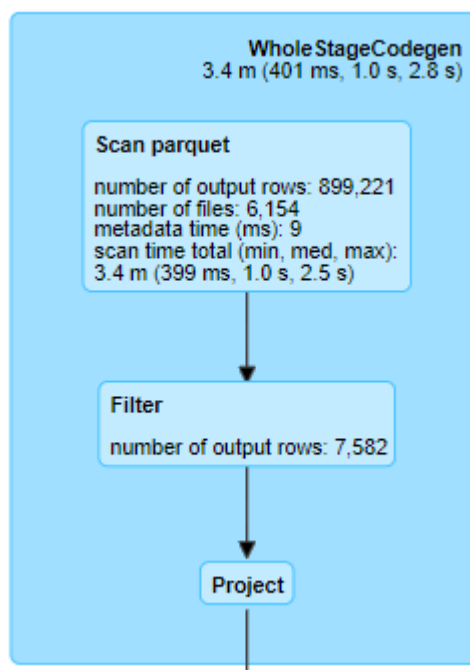 WholeStageCodegen
3.4 m (401 ms, 1.0 s, 2.8 s)
Scan parquet
number of output rows: 899,221
number of files: 6,154
metadata time (ms): 9
scan time total (min, med, max):
3.4 m (399 ms, 1.0 s, 2.5 s)
Filter
number of output rows: 7,582
Project